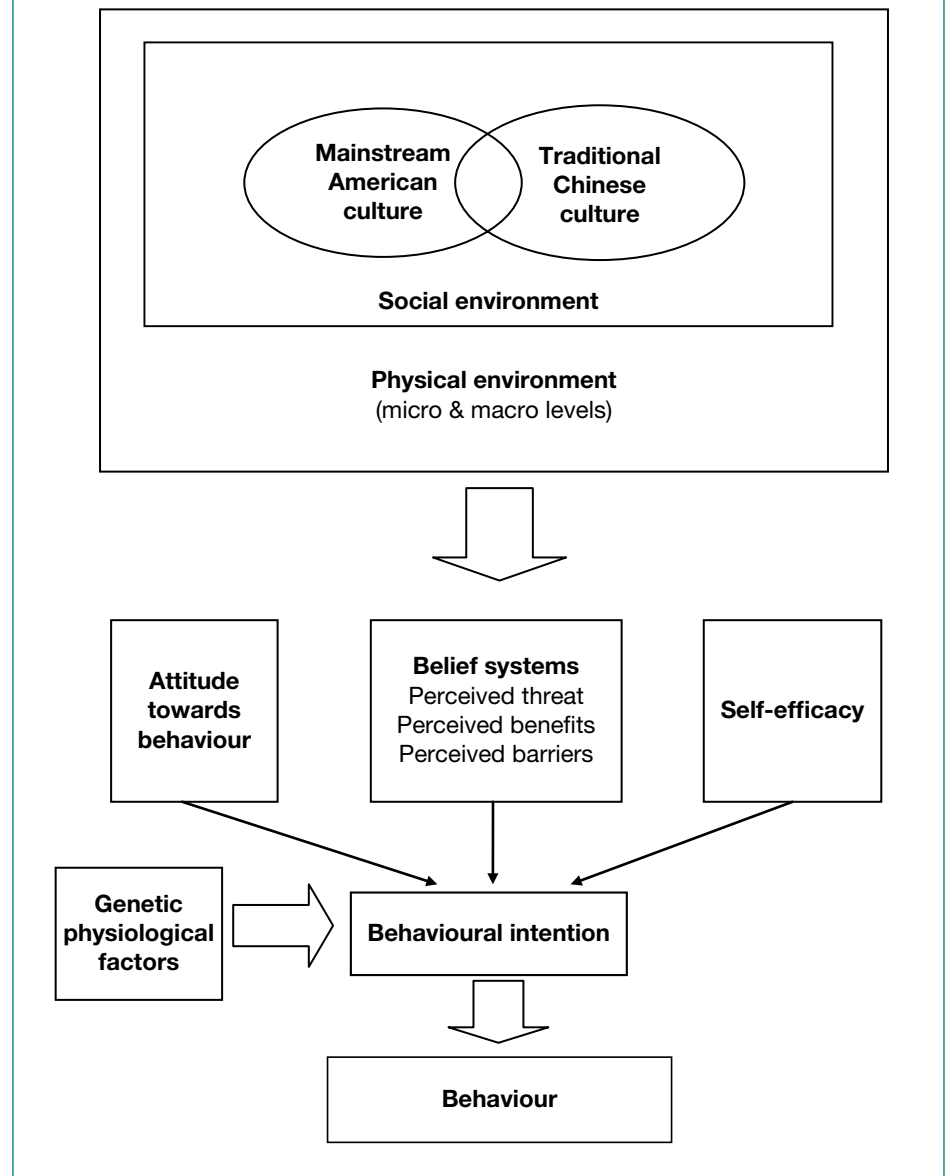 Mainstream
American
culture
Traditional
Chinese
culture
Social environment
Physical environment
(micro & macro levels)
Attitude
towards
behaviour
Belief systems
Perceived threat
Perceived benefits
Perceived barriers
Self-efficacy
Genetic
physiological
factors
Behavioural intention
Behaviour